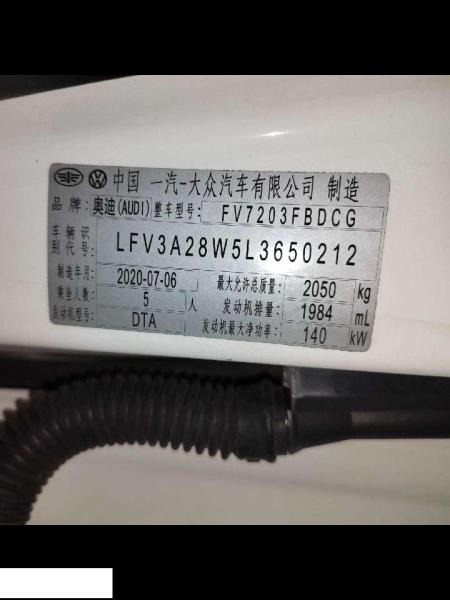 中国 一汽-大众汽车有限公司 制造
品牌: 奥迪(AUDI) 整车型号: FV7203FBDCG
车辆识别代号: LFV3A28W5L3650212
制造年月: 2020-07-06 最大允许总质量: 2050 kg
乘坐人数: 5 人 发动机排量: 1984 mL
发动机型号: DTA 发动机最大净功率: 140 kW